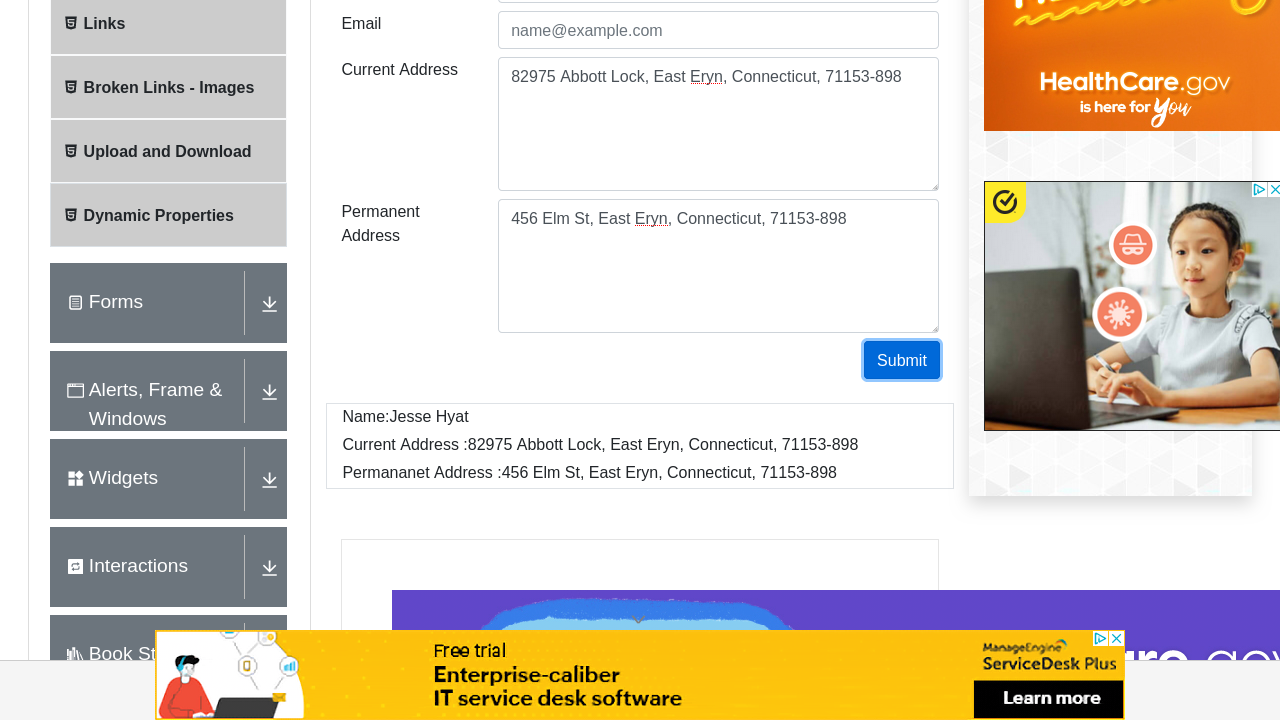 Links
Broken Links - Images
Upload and Download
Dynamic Properties
Forms
Alerts, Frame &
Windows
Widgets
Interactions
Book St
Email
name@example.com
Current Address
82975 Abbott Lock, East Eryn, Connecticut, 71153-898
Permanent
Address
456 Elm St, East Eryn, Connecticut, 71153-898
Submit
Name:Jesse Hyat
Current Address :82975 Abbott Lock, East Eryn, Connecticut, 71153-898
Permananet Address :456 Elm St, East Eryn, Connecticut, 71153-898
HealthCare.gov
is here for You
Free trial
Enterprise-caliber
IT service desk software
ManageEngine
ServiceDesk Plus
Learn more